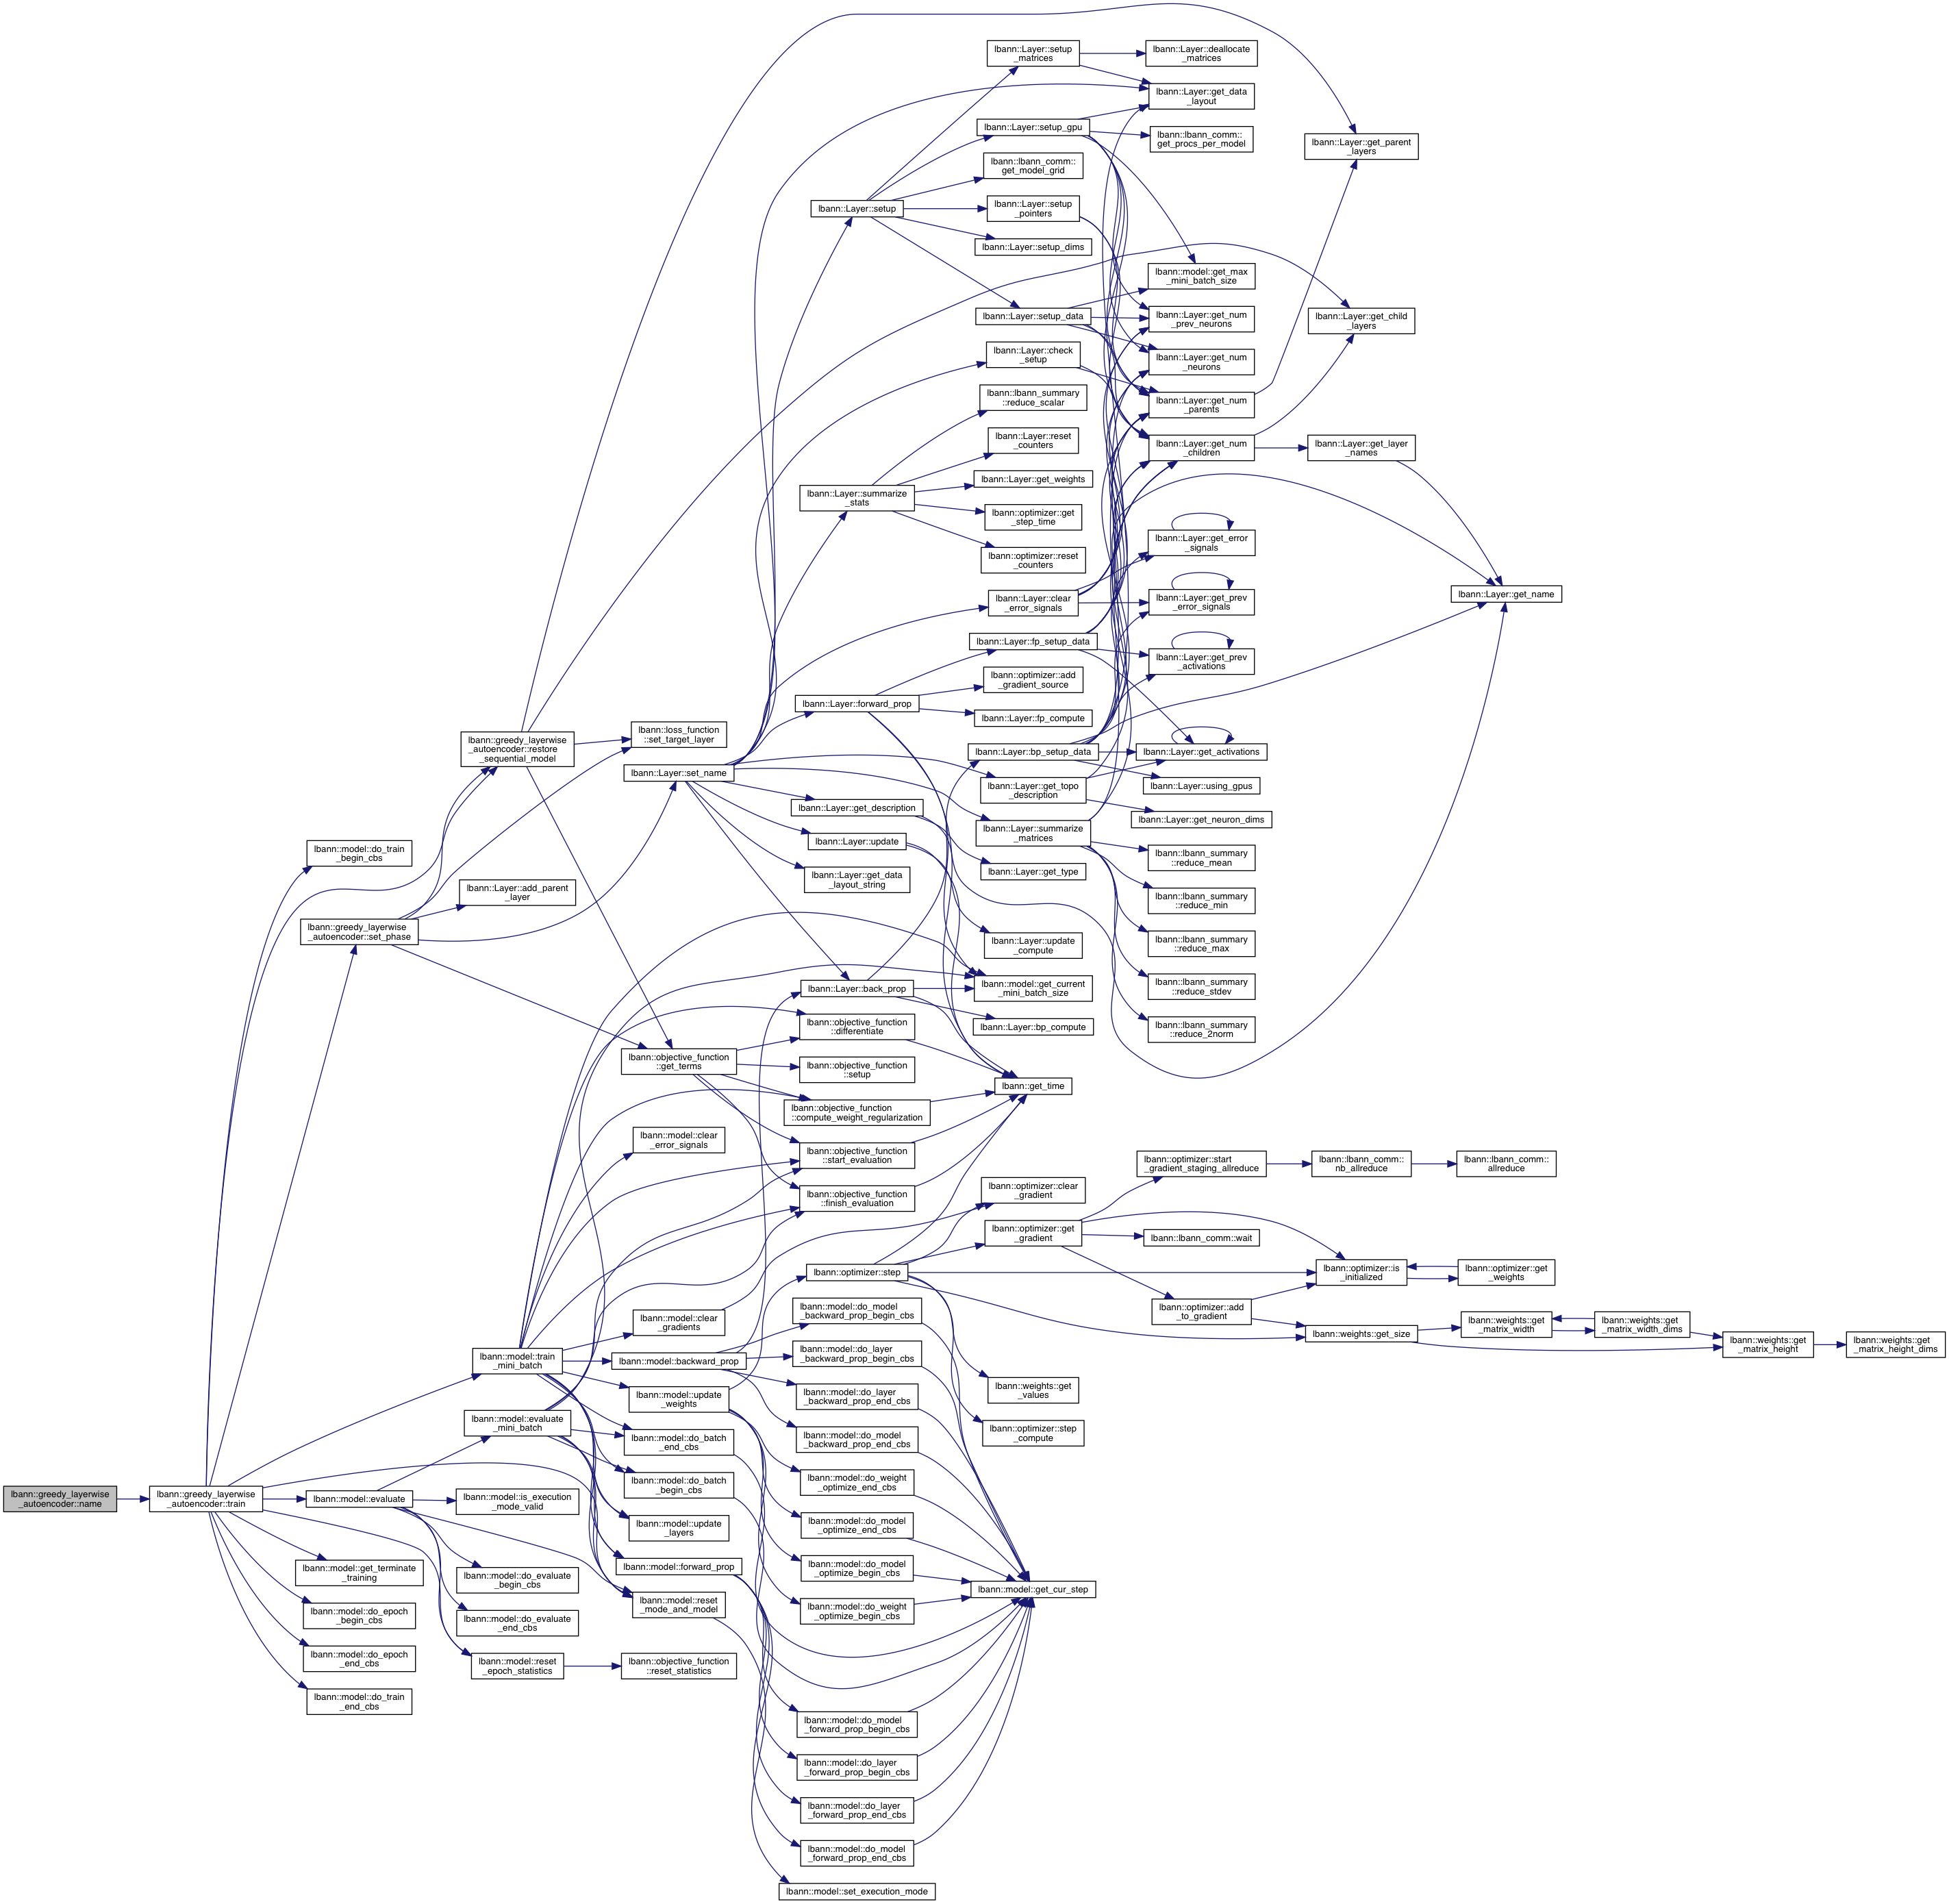 lbann::greedy_layerwise
_autoencoder::name
lbann::greedy_layerwise
_autoencoder::train
lbann::model::do_train
_begin_cbs
lbann::greedy_layerwise
_autoencoder::set_phase
lbann::model::evaluate
lbann::model::get_terminate
_training
lbann::model::do_epoch
_begin_cbs
lbann::model::do_epoch
_end_cbs
lbann::model::do_train
_end_cbs
lbann::greedy_layerwise
_autoencoder::restore
_sequential_model
lbann::Layer::add_parent
_layer
lbann::model::train
_mini_batch
lbann::model::evaluate
_mini_batch
lbann::model::is_execution
_mode_valid
lbann::model::do_evaluate
_begin_cbs
lbann::model::do_evaluate
_end_cbs
lbann::model::reset
_epoch_statistics
lbann::loss_function
::set_target_layer
lbann::Layer::set_name
lbann::objective_function
::get_terms
lbann::model::clear
_error_signals
lbann::model::clear
_gradients
lbann::model::backward_prop
lbann::model::update
_weights
lbann::model::do_batch
_end_cbs
lbann::model::do_batch
_begin_cbs
lbann::model::update
_layers
lbann::model::forward_prop
lbann::model::reset
_mode_and_model
lbann::objective_function
::reset_statistics
lbann::Layer::setup
lbann::Layer::summarize
_stats
lbann::Layer::forward_prop
lbann::Layer::get_description
lbann::Layer::update
lbann::Layer::get_data
_layout_string
lbann::Layer::back_prop
lbann::objective_function
::differentiate
lbann::objective_function
::setup
lbann::objective_function
::compute_weight_regularization
lbann::objective_function
::start_evaluation
lbann::objective_function
::finish_evaluation
lbann::optimizer::step
lbann::model::do_model
_backward_prop_begin_cbs
lbann::model::do_layer
_backward_prop_begin_cbs
lbann::model::do_layer
_backward_prop_end_cbs
lbann::model::do_model
_backward_prop_end_cbs
lbann::model::do_weight
_optimize_end_cbs
lbann::model::do_model
_optimize_end_cbs
lbann::model::do_model
_optimize_begin_cbs
lbann::model::do_weight
_optimize_begin_cbs
lbann::model::do_model
_forward_prop_begin_cbs
lbann::model::do_layer
_forward_prop_begin_cbs
lbann::model::do_layer
_forward_prop_end_cbs
lbann::model::do_model
_forward_prop_end_cbs
lbann::model::set_execution_mode
lbann::Layer::setup
_matrices
lbann::Layer::setup_gpu
lbann::lbann_comm::
get_model_grid
lbann::Layer::setup
_pointers
lbann::Layer::setup_dims
lbann::Layer::setup_data
lbann::Layer::check
_setup
lbann::lbann_summary
::reduce_scalar
lbann::Layer::reset
_counters
lbann::Layer::get_weights
lbann::optimizer::get
_step_time
lbann::optimizer::reset
_counters
lbann::Layer::clear
_error_signals
lbann::Layer::fp_setup_data
lbann::optimizer::add
_gradient_source
lbann::Layer::fp_compute
lbann::Layer::bp_setup_data
lbann::Layer::get_topo
_description
lbann::Layer::summarize
_matrices
lbann::Layer::get_type
lbann::Layer::update
_compute
lbann::model::get_current
_mini_batch_size
lbann::Layer::bp_compute
lbann::get_time
lbann::optimizer::clear
_gradient
lbann::optimizer::get
_gradient
lbann::weights::get
_values
lbann::optimizer::step
_compute
lbann::model::get_cur_step
lbann::Layer::deallocate
_matrices
lbann::Layer::get_data
_layout
lbann::lbann_comm::
get_procs_per_model
lbann::model::get_max
_mini_batch_size
lbann::Layer::get_num
_prev_neurons
lbann::Layer::get_num
_neurons
lbann::Layer::get_num
_parents
lbann::Layer::get_num
_children
lbann::Layer::get_error
_signals
lbann::Layer::get_prev
_error_signals
lbann::Layer::get_prev
_activations
lbann::Layer::get_activations
lbann::Layer::using_gpus
lbann::Layer::get_neuron_dims
lbann::lbann_summary
::reduce_mean
lbann::lbann_summary
::reduce_min
lbann::lbann_summary
::reduce_max
lbann::lbann_summary
::reduce_stdev
lbann::lbann_summary
::reduce_2norm
lbann::optimizer::start
_gradient_staging_allreduce
lbann::lbann_comm::wait
lbann::optimizer::add
_to_gradient
lbann::Layer::get_parent
_layers
lbann::Layer::get_child
_layers
lbann::Layer::get_layer
_names
lbann::Layer::get_name
lbann::lbann_comm::
nb_allreduce
lbann::lbann_comm::
allreduce
lbann::optimizer::is
_initialized
lbann::optimizer::get
_weights
lbann::weights::get_size
lbann::weights::get
_matrix_width
lbann::weights::get
_matrix_width_dims
lbann::weights::get
_matrix_height
lbann::weights::get
_matrix_height_dims